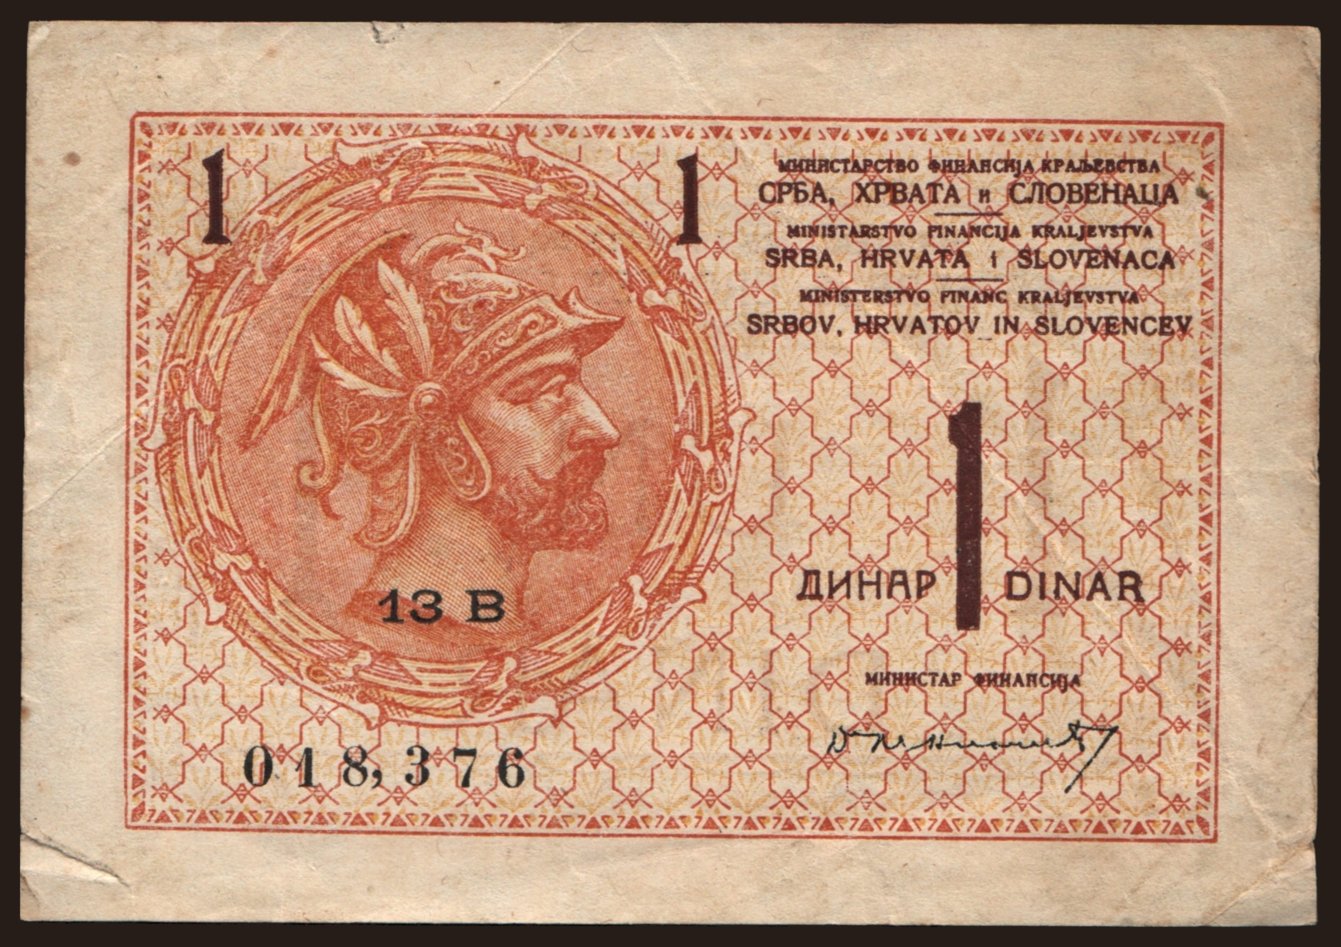 1 1
МИНИСТАРСТВО ФИНАНСИЈА КРАЉЕВСТВА
СРБА, ХРВАТА и СЛОВЕНАЦА
MINISTARSTVO FINANCIJA KRALJEVSTVA
SRBA, HRVATA i SLOVENACA
MINISTERSTVO FINANC KRALJEVSTVA
SRBOV, HRVATOV IN SLOVENCEV
ДИНАР 1 DINAR
13 B
МИНИСТАР ФИНАНСИЈА
018,376